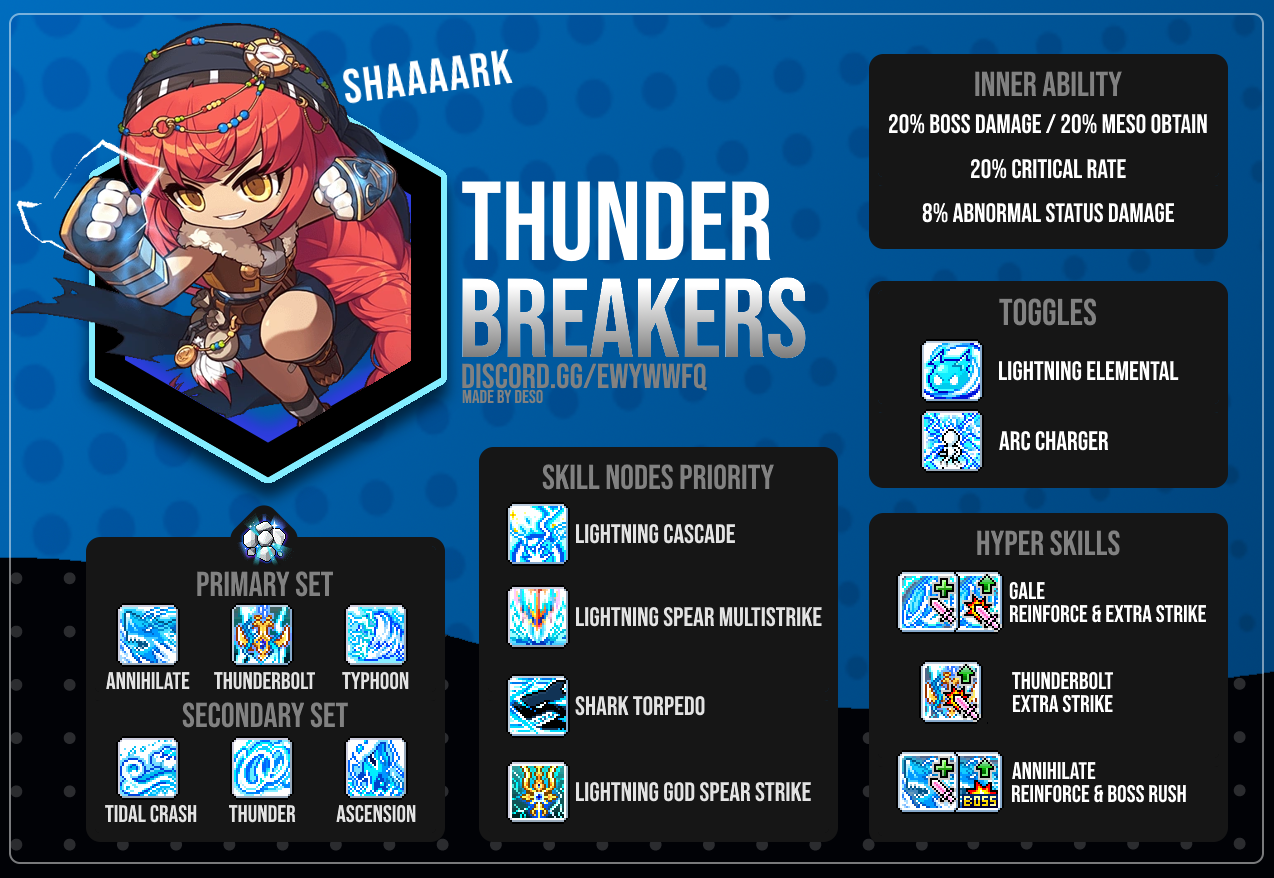 SHAAAARK
THUNDER
BREAKERS
DISCORD.GG/EWYWWFQ
MADE BY DESO
PRIMARY SET
ANNIHILATE THUNDERBOLT TYPHOON
SECONDARY SET
TIDAL CRASH THUNDER ASCENSION
SKILL NODES PRIORITY
LIGHTNING CASCADE
LIGHTNING SPEAR MULTISTRIKE
SHARK TORPEDO
LIGHTNING GOD SPEAR STRIKE
INNER ABILITY
20% BOSS DAMAGE / 20% MESO OBTAIN
20% CRITICAL RATE
8% ABNORMAL STATUS DAMAGE
TOGGLES
LIGHTNING ELEMENTAL
ARC CHARGER
HYPER SKILLS
GALE
REINFORCE & EXTRA STRIKE
THUNDERBOLT
EXTRA STRIKE
BOSS
ANNIHILATE
REINFORCE & BOSS RUSH